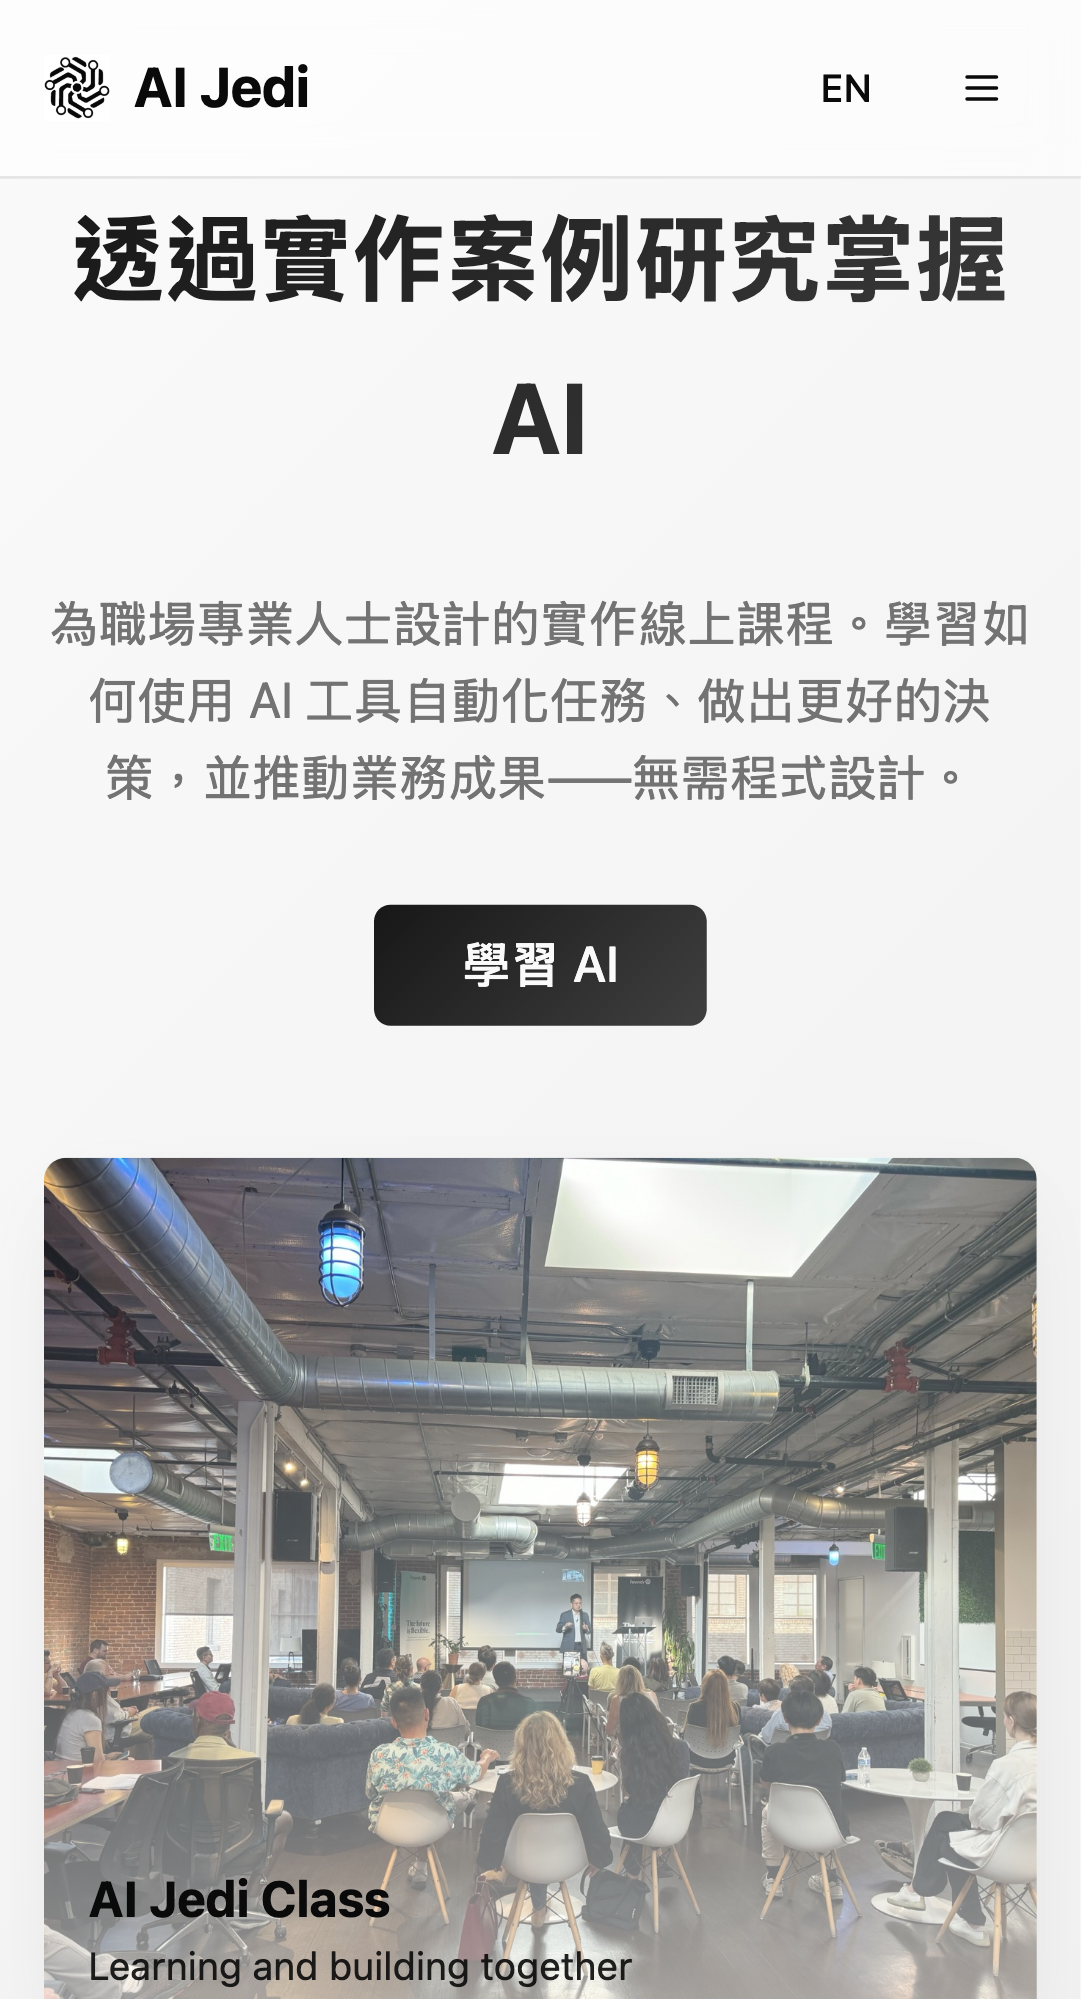 AI Jedi
EN
透過實作案例研究掌握
AI
為職場專業人士設計的實作線上課程。學習如
何使用 AI 工具自動化任務、做出更好的決
策，並推動業務成果——無需程式設計。
學習 AI
EXIT
AI Jedi Class
Learning and building together